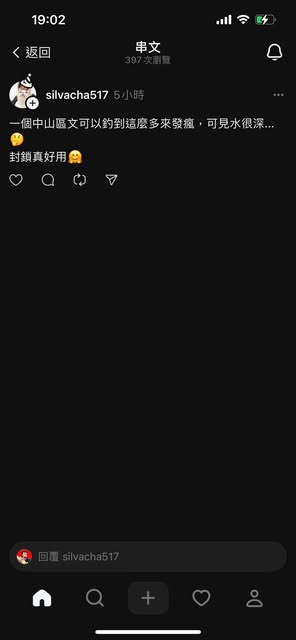 19:02
返回
串文
397 次瀏覽
silvacha517 5小時
一個中山區文可以釣到這麼多來發瘋，可見水很深...
🤔
封鎖真好用🤗
回覆 silvacha517